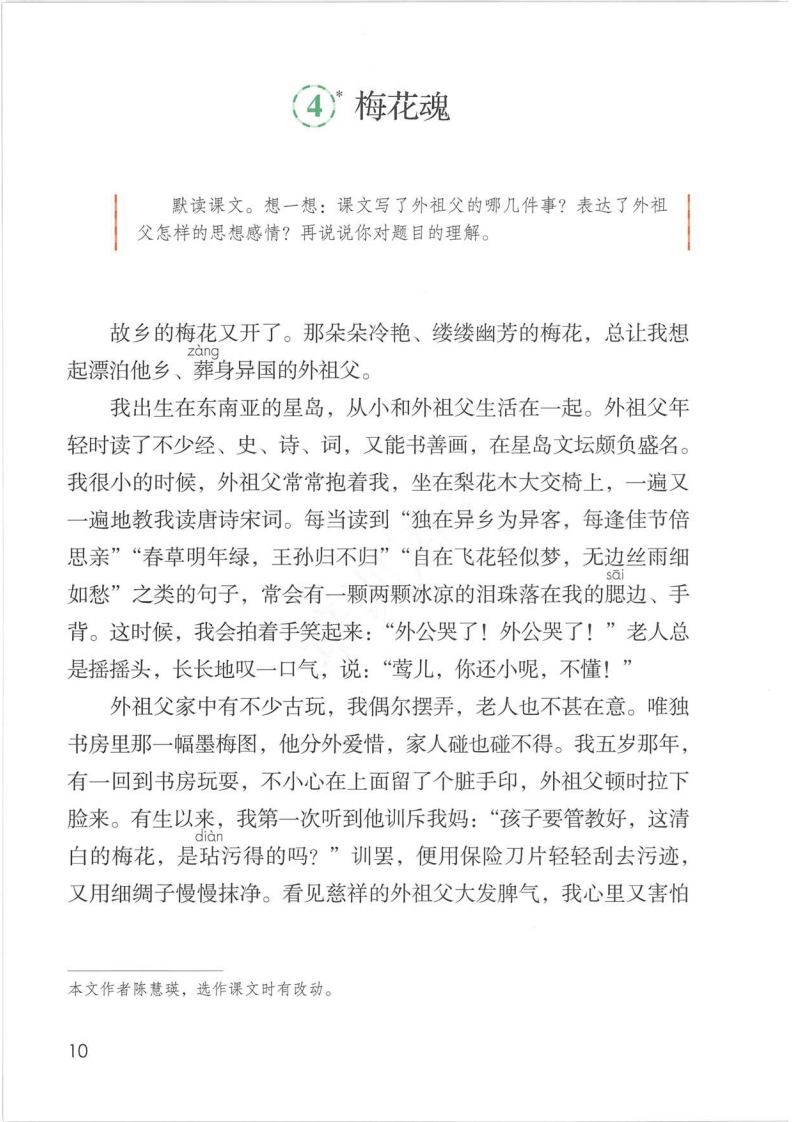 4* 梅花魂
默读课文。想一想：课文写了外祖父的哪几件事？表达了外祖
父怎样的思想感情？再说说你对题目的理解。
故乡的梅花又开了。那朵朵冷艳、缕缕幽芳的梅花，总让我想
zàng
起漂泊他乡、葬身异国的外祖父。
我出生在东南亚的星岛，从小和外祖父生活在一起。外祖父年
轻时读了不少经、史、诗、词，又能书善画，在星岛文坛颇负盛名。
我很小的时候，外祖父常常抱着我，坐在梨花木大交椅上，一遍又
一遍地教我读唐诗宋词。每当读到“独在异乡为异客，每逢佳节倍
思亲”“春草明年绿，王孙归不归”“自在飞花轻似梦，无边丝雨细
sāi
如愁”之类的句子，常会有一颗两颗冰凉的泪珠落在我的腮边、手
背。这时候，我会拍着手笑起来：“外公哭了！外公哭了！”老人总
是摇摇头，长长地叹一口气，说：“莺儿，你还小呢，不懂！”
外祖父家中有不少古玩，我偶尔摆弄，老人也不甚在意。唯独
书房里那一幅墨梅图，他分外爱惜，家人碰也碰不得。我五岁那年，
有一回到书房玩耍，不小心在上面留了个脏手印，外祖父顿时拉下
脸来。有生以来，我第一次听到他训斥我妈：“孩子要管教好，这清
diàn
白的梅花，是玷污得的吗？”训罢，便用保险刀片轻轻刮去污迹，
又用细绸子慢慢抹净。看见慈祥的外祖父大发脾气，我心里又害怕
本文作者陈慧瑛，选作课文时有改动。
10